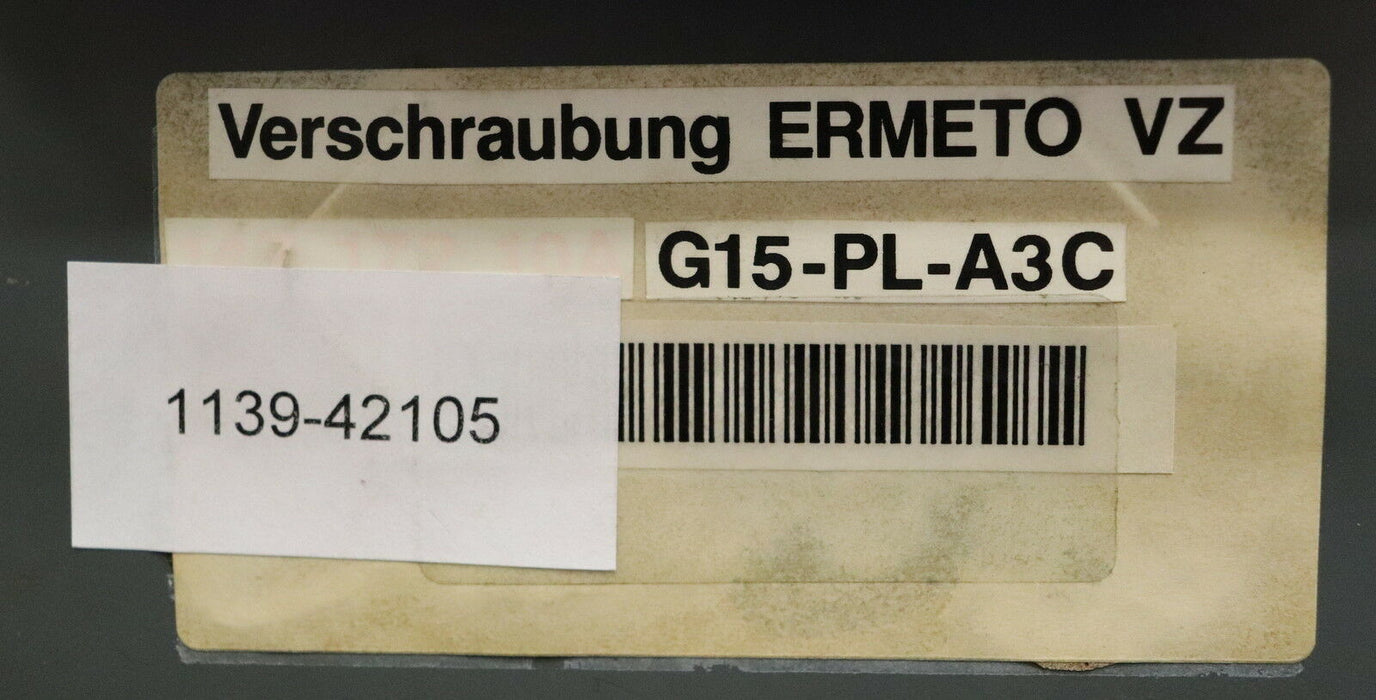 Verschraubung ERMETO VZ
G15-PL-A3C
1139-42105